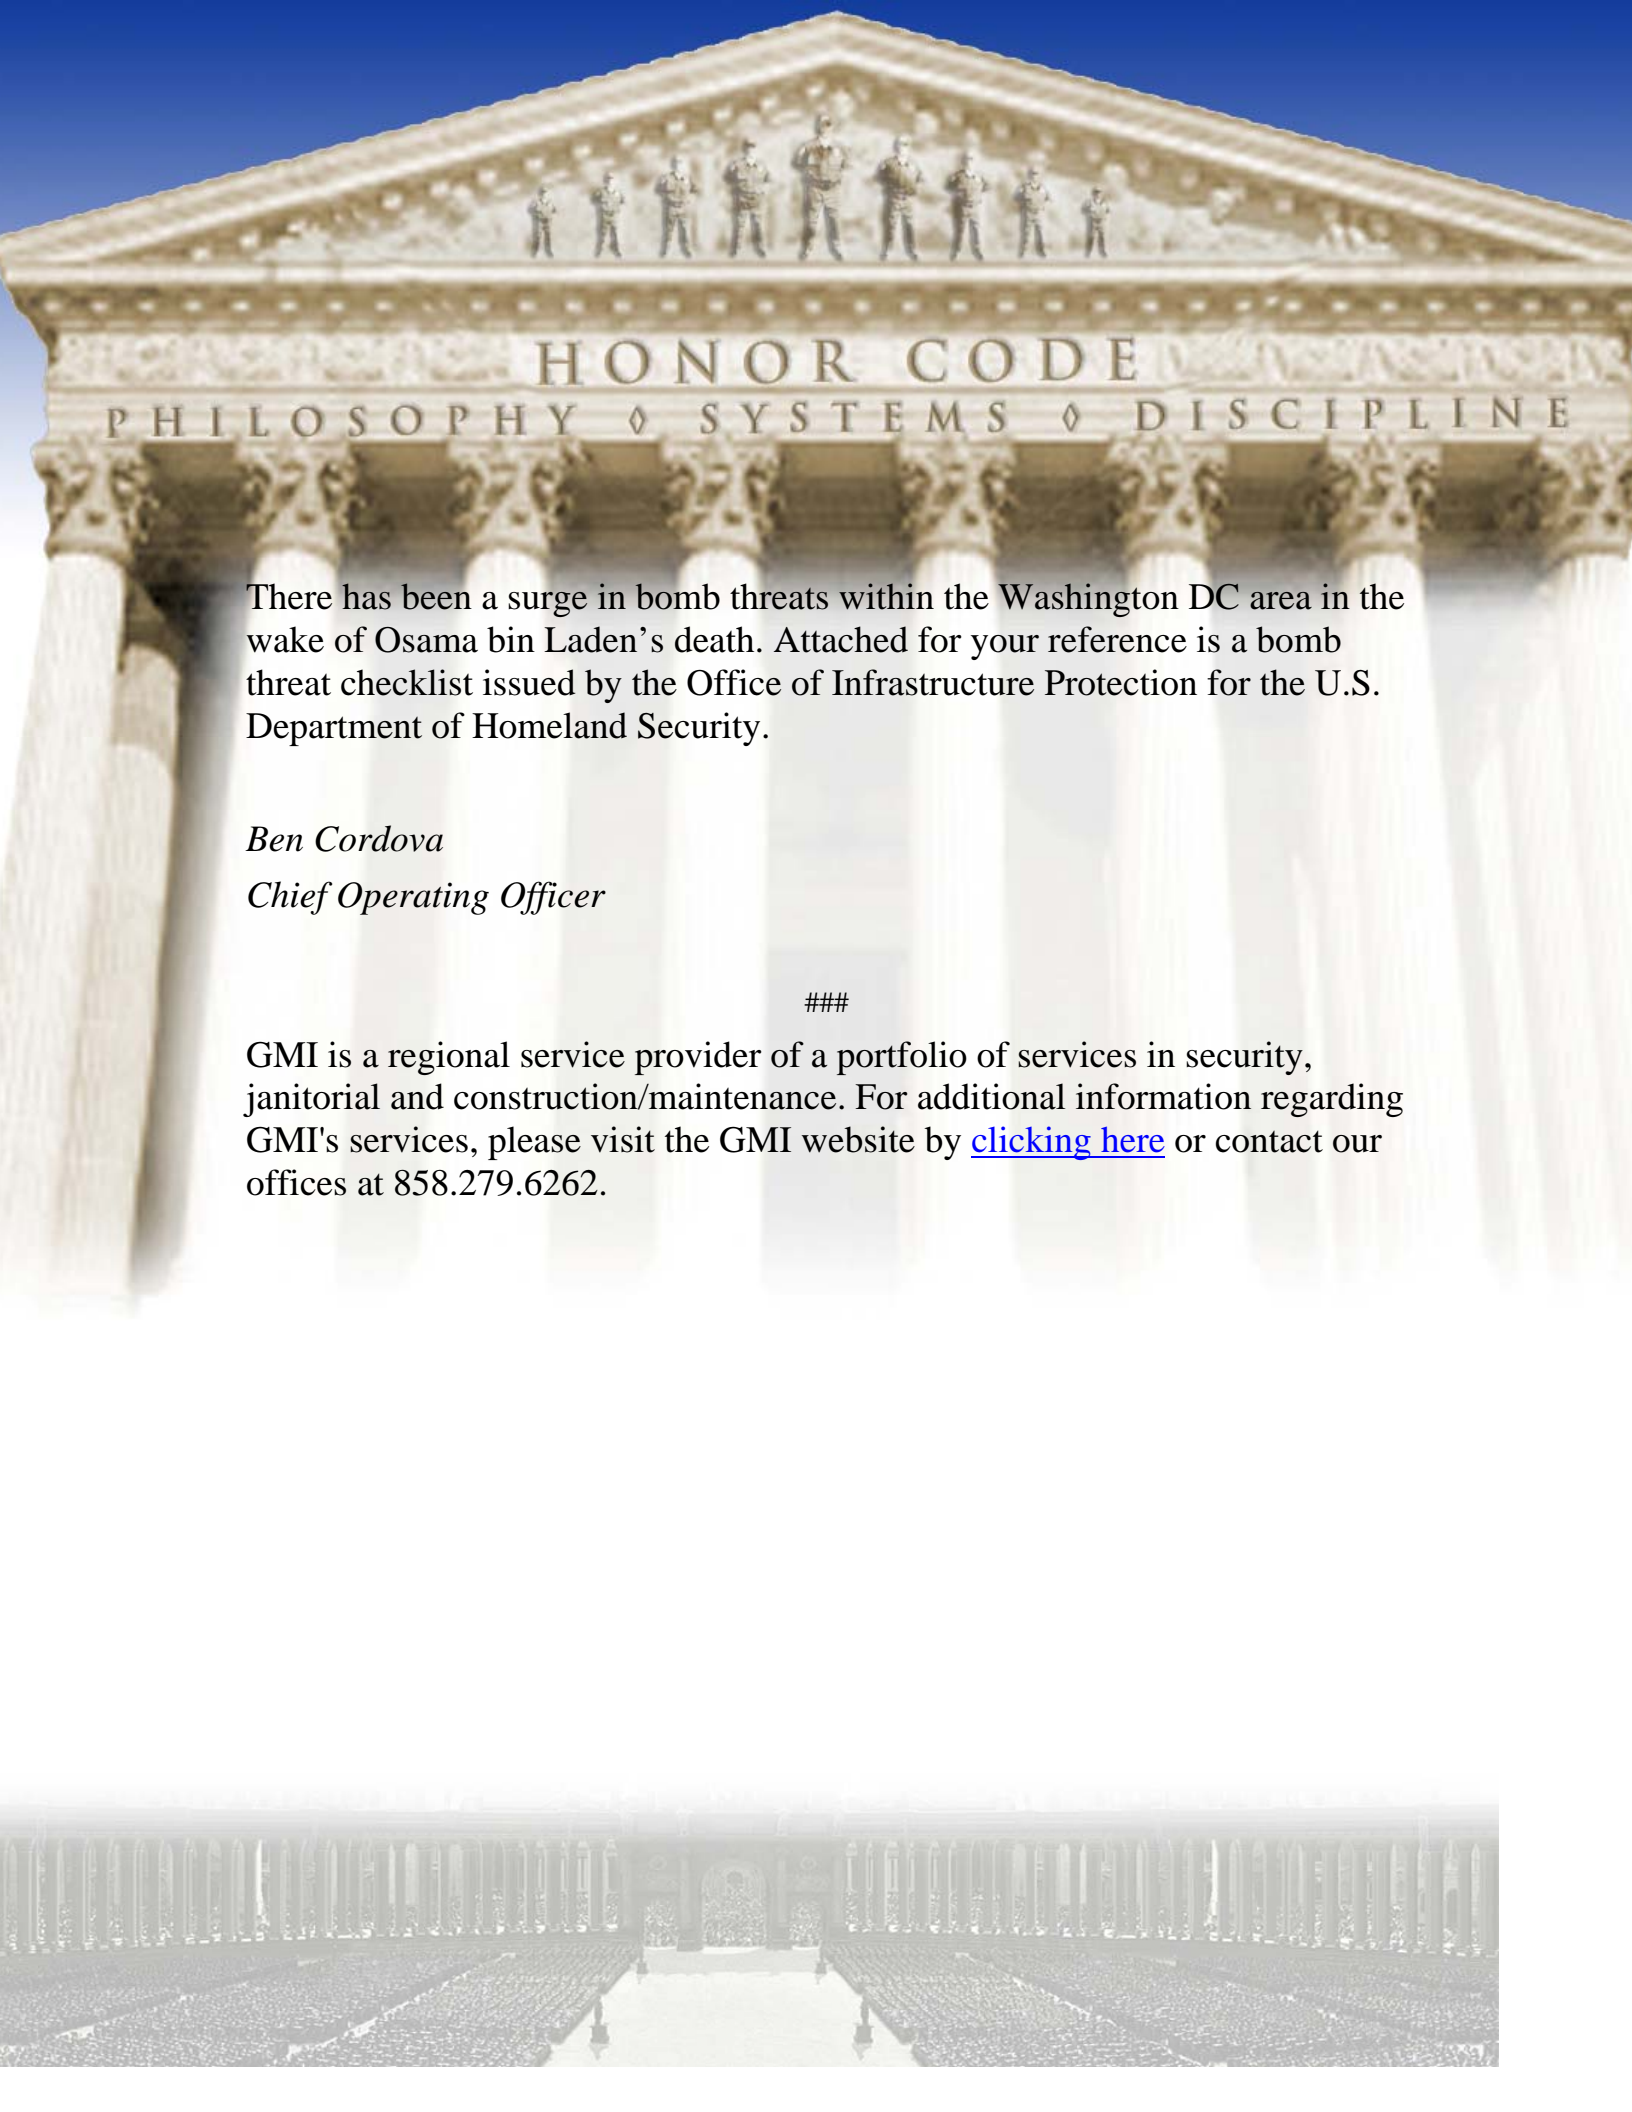 HONOR CODE
PHILOSOPHY ◊ SYSTEMS ◊ DISCIPLINE
There has been a surge in bomb threats within the Washington DC area in the
wake of Osama bin Laden’s death. Attached for your reference is a bomb
threat checklist issued by the Office of Infrastructure Protection for the U.S.
Department of Homeland Security.
Ben Cordova
Chief Operating Officer
###
GMI is a regional service provider of a portfolio of services in security,
janitorial and construction/maintenance. For additional information regarding
GMI's services, please visit the GMI website by clicking here or contact our
offices at 858.279.6262.